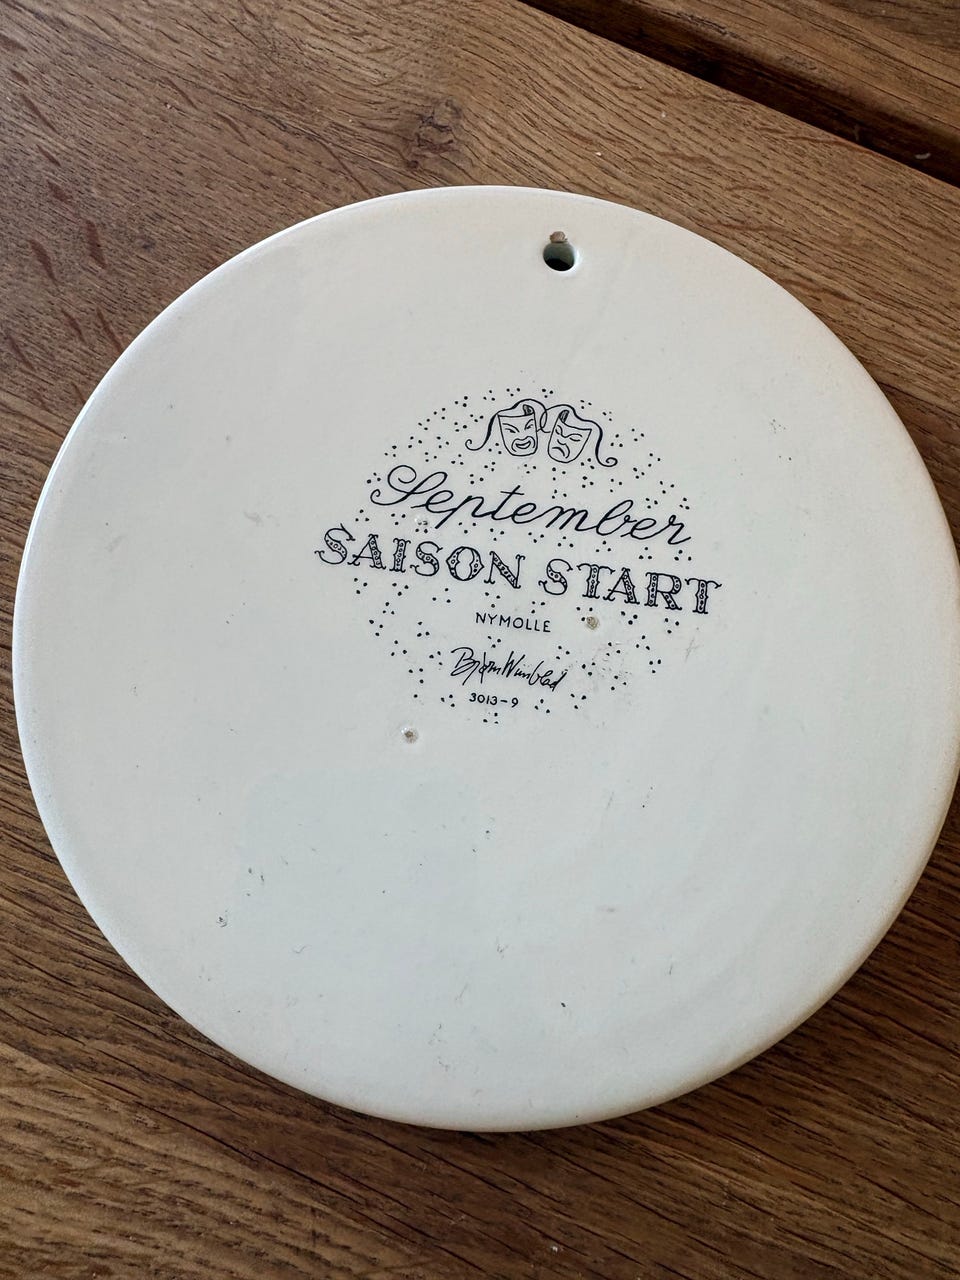 September
SAISON START
NYMOLLE
Bjørn Wiinblad
3013-9